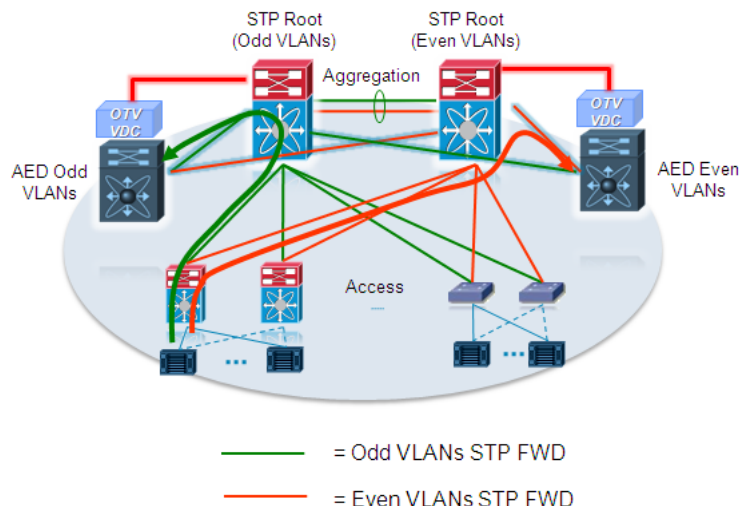 STP Root
(Odd VLANs)
STP Root
(Even VLANs)
Aggregation
OTV
VDC
OTV
VDC
AED Odd
VLANs
AED Even
VLANs
Access
= Odd VLANs STP FWD
= Even VLANs STP FWD